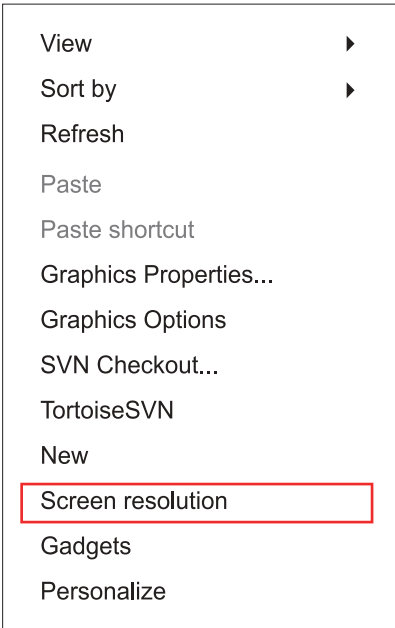 View
Sort by
Refresh
Paste
Paste shortcut
Graphics Properties...
Graphics Options
SVN Checkout...
TortoiseSVN
New
Screen resolution
Gadgets
Personalize